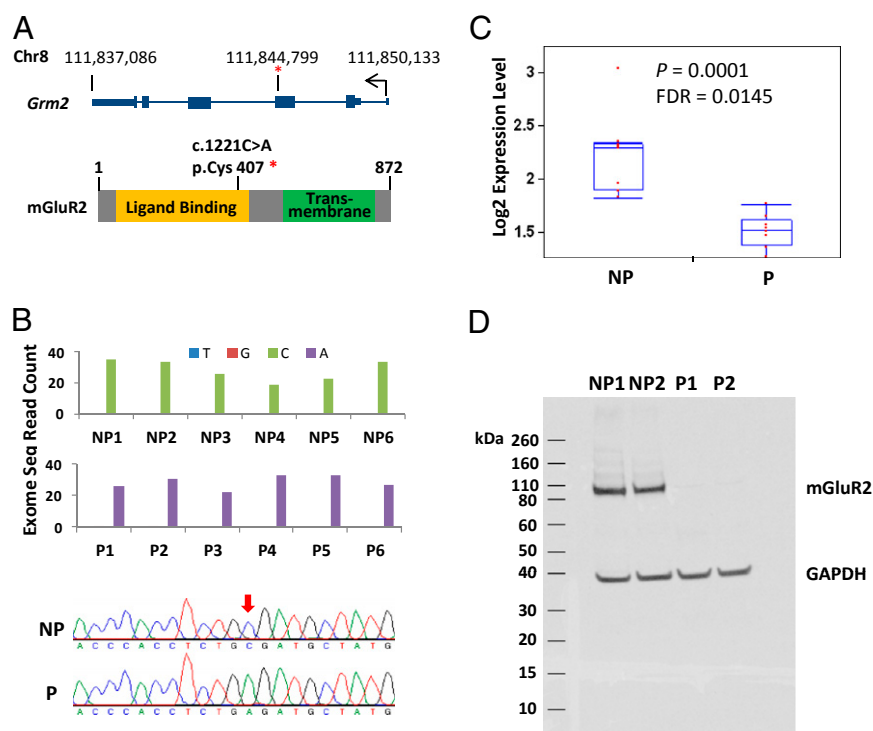 A
Chr8 111,837,086 111,844,799 111,850,133
*
Grm2
c.1221C>A
1 p.Cys 407 * 872
mGluR2 Ligand Binding Trans-
membrane
B
Exome Seq Read Count
T G C A
40
20
0
NP1 NP2 NP3 NP4 NP5 NP6
40
20
0
P1 P2 P3 P4 P5 P6
NP
A C C C A C C T C T G C G A T G C T A T G
P
A C C C A C C T C T G A G A T G C T A T G
C
Log2 Expression Level
3
2.5
2
1.5
P = 0.0001
FDR = 0.0145
NP P
D
NP1 NP2 P1 P2
kDa
260
160
110
80
60
50
40
30
20
15
10
mGluR2
GAPDH